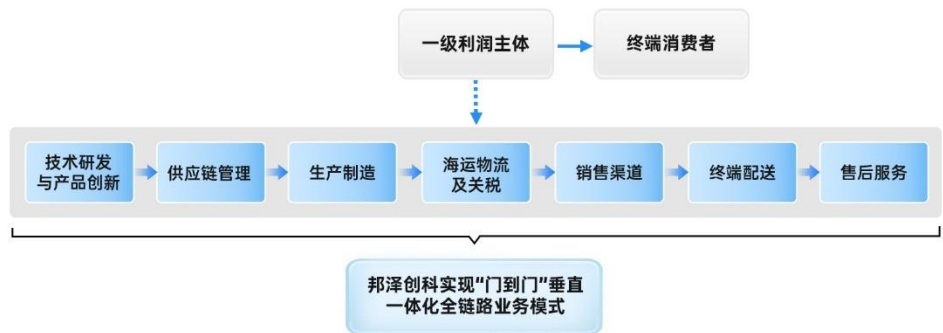 一级利润主体
终端消费者
技术研发
与产品创新
供应链管理
生产制造
海运物流
及关税
销售渠道
终端配送
售后服务
邦泽创科实现“门到门”垂直
一体化全链路业务模式